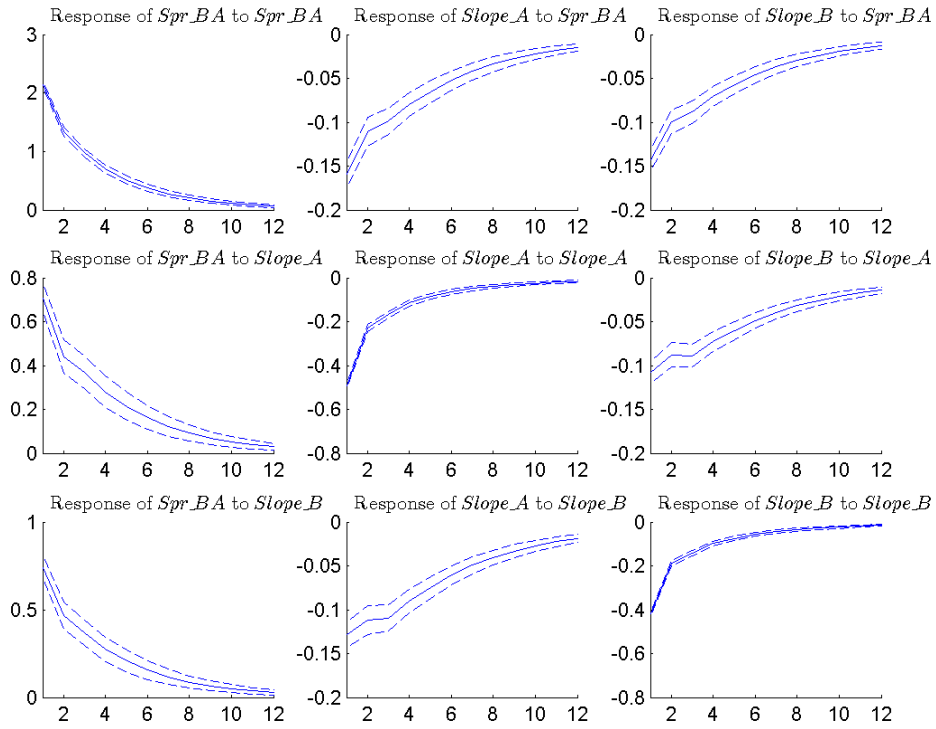 Response of Spr_BA to Spr_BA
Response of Slope_A to Spr_BA
Response of Slope_B to Spr_BA
3
2
1
0
2 4 6 8 10 12
0
-0.05
-0.1
-0.15
-0.2
2 4 6 8 10 12
0
-0.05
-0.1
-0.15
-0.2
2 4 6 8 10 12
Response of Spr_BA to Slope_A
Response of Slope_A to Slope_A
Response of Slope_B to Slope_A
0.8
0.6
0.4
0.2
0
2 4 6 8 10 12
0
-0.2
-0.4
-0.6
-0.8
2 4 6 8 10 12
0
-0.05
-0.1
-0.15
-0.2
2 4 6 8 10 12
Response of Spr_BA to Slope_B
Response of Slope_A to Slope_B
Response of Slope_B to Slope_B
1
0.5
0
2 4 6 8 10 12
0
-0.05
-0.1
-0.15
-0.2
2 4 6 8 10 12
0
-0.2
-0.4
-0.6
-0.8
2 4 6 8 10 12